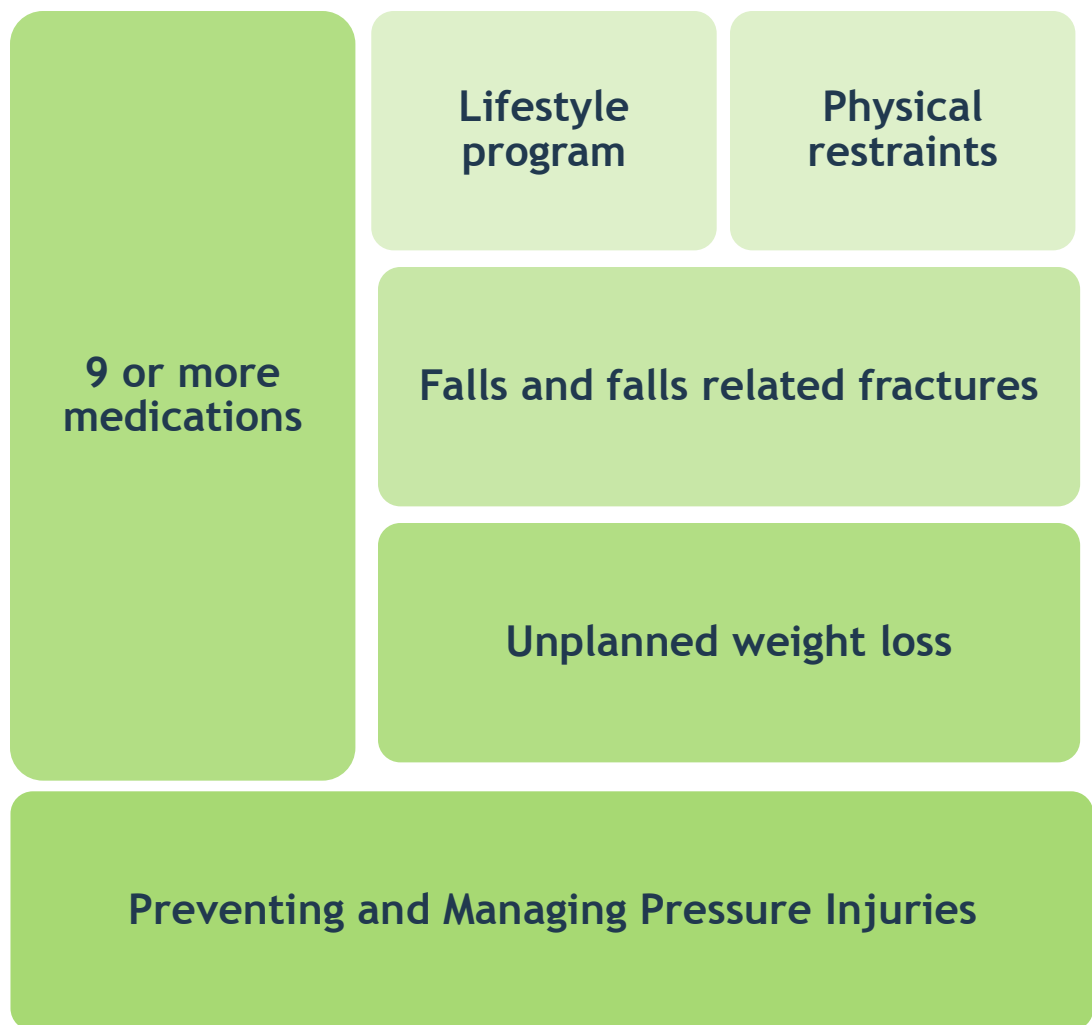 Lifestyle
program
Physical
restraints
9 or more
medications
Falls and falls related fractures
Unplanned weight loss
Preventing and Managing Pressure Injuries